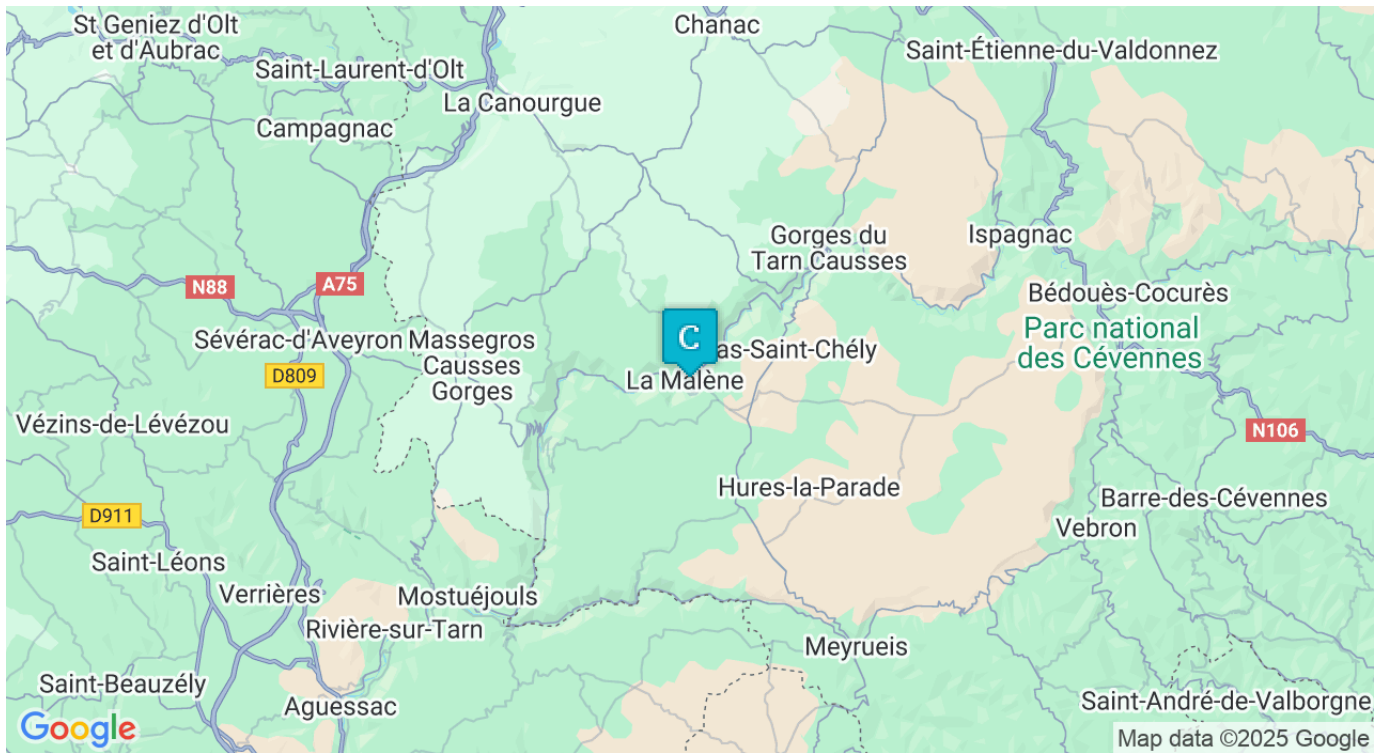 St Geniez d'Olt
et d'Aubrac
Chanac
Saint-Étienne-du-Valdonnez
Saint-Laurent-d'Olt
La Canourgue
Campagnac
Gorges du
Tarn Causses
Ispagnac
N88
A75
Bédouès-Cocurès
Parc national
des Cévennes
Sévérac-d'Aveyron
Massegros
Causses
Gorges
C
as-Saint-Chély
La Malène
D809
Vézins-de-Lévézou
N106
Hures-la-Parade
Barre-des-Cévennes
D911
Vebron
Saint-Léons
Verrières
Mostuéjouls
Rivière-sur-Tarn
Meyrueis
Saint-Beauzély
Aguessac
Saint-André-de-Valborgne
Google
Map data ©2025 Google